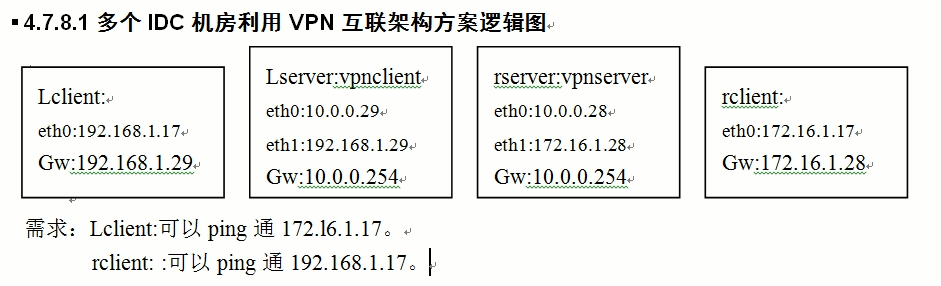 ▪ 4.7.8.1 多个 IDC 机房利用 VPN 互联架构方案逻辑图
Lclient:
eth0:192.168.1.17
Gw:192.168.1.29
Lserver:vpnclient
eth0:10.0.0.29
eth1:192.168.1.29
Gw:10.0.0.254
rserver:vpnserver
eth0:10.0.0.28
eth1:172.16.1.28
Gw:10.0.0.254
rclient:
eth0:172.16.1.17
Gw:172.16.1.28
需求：Lclient:可以 ping 通 172.l6.1.17。
rclient: :可以 ping 通 192.168.1.17。